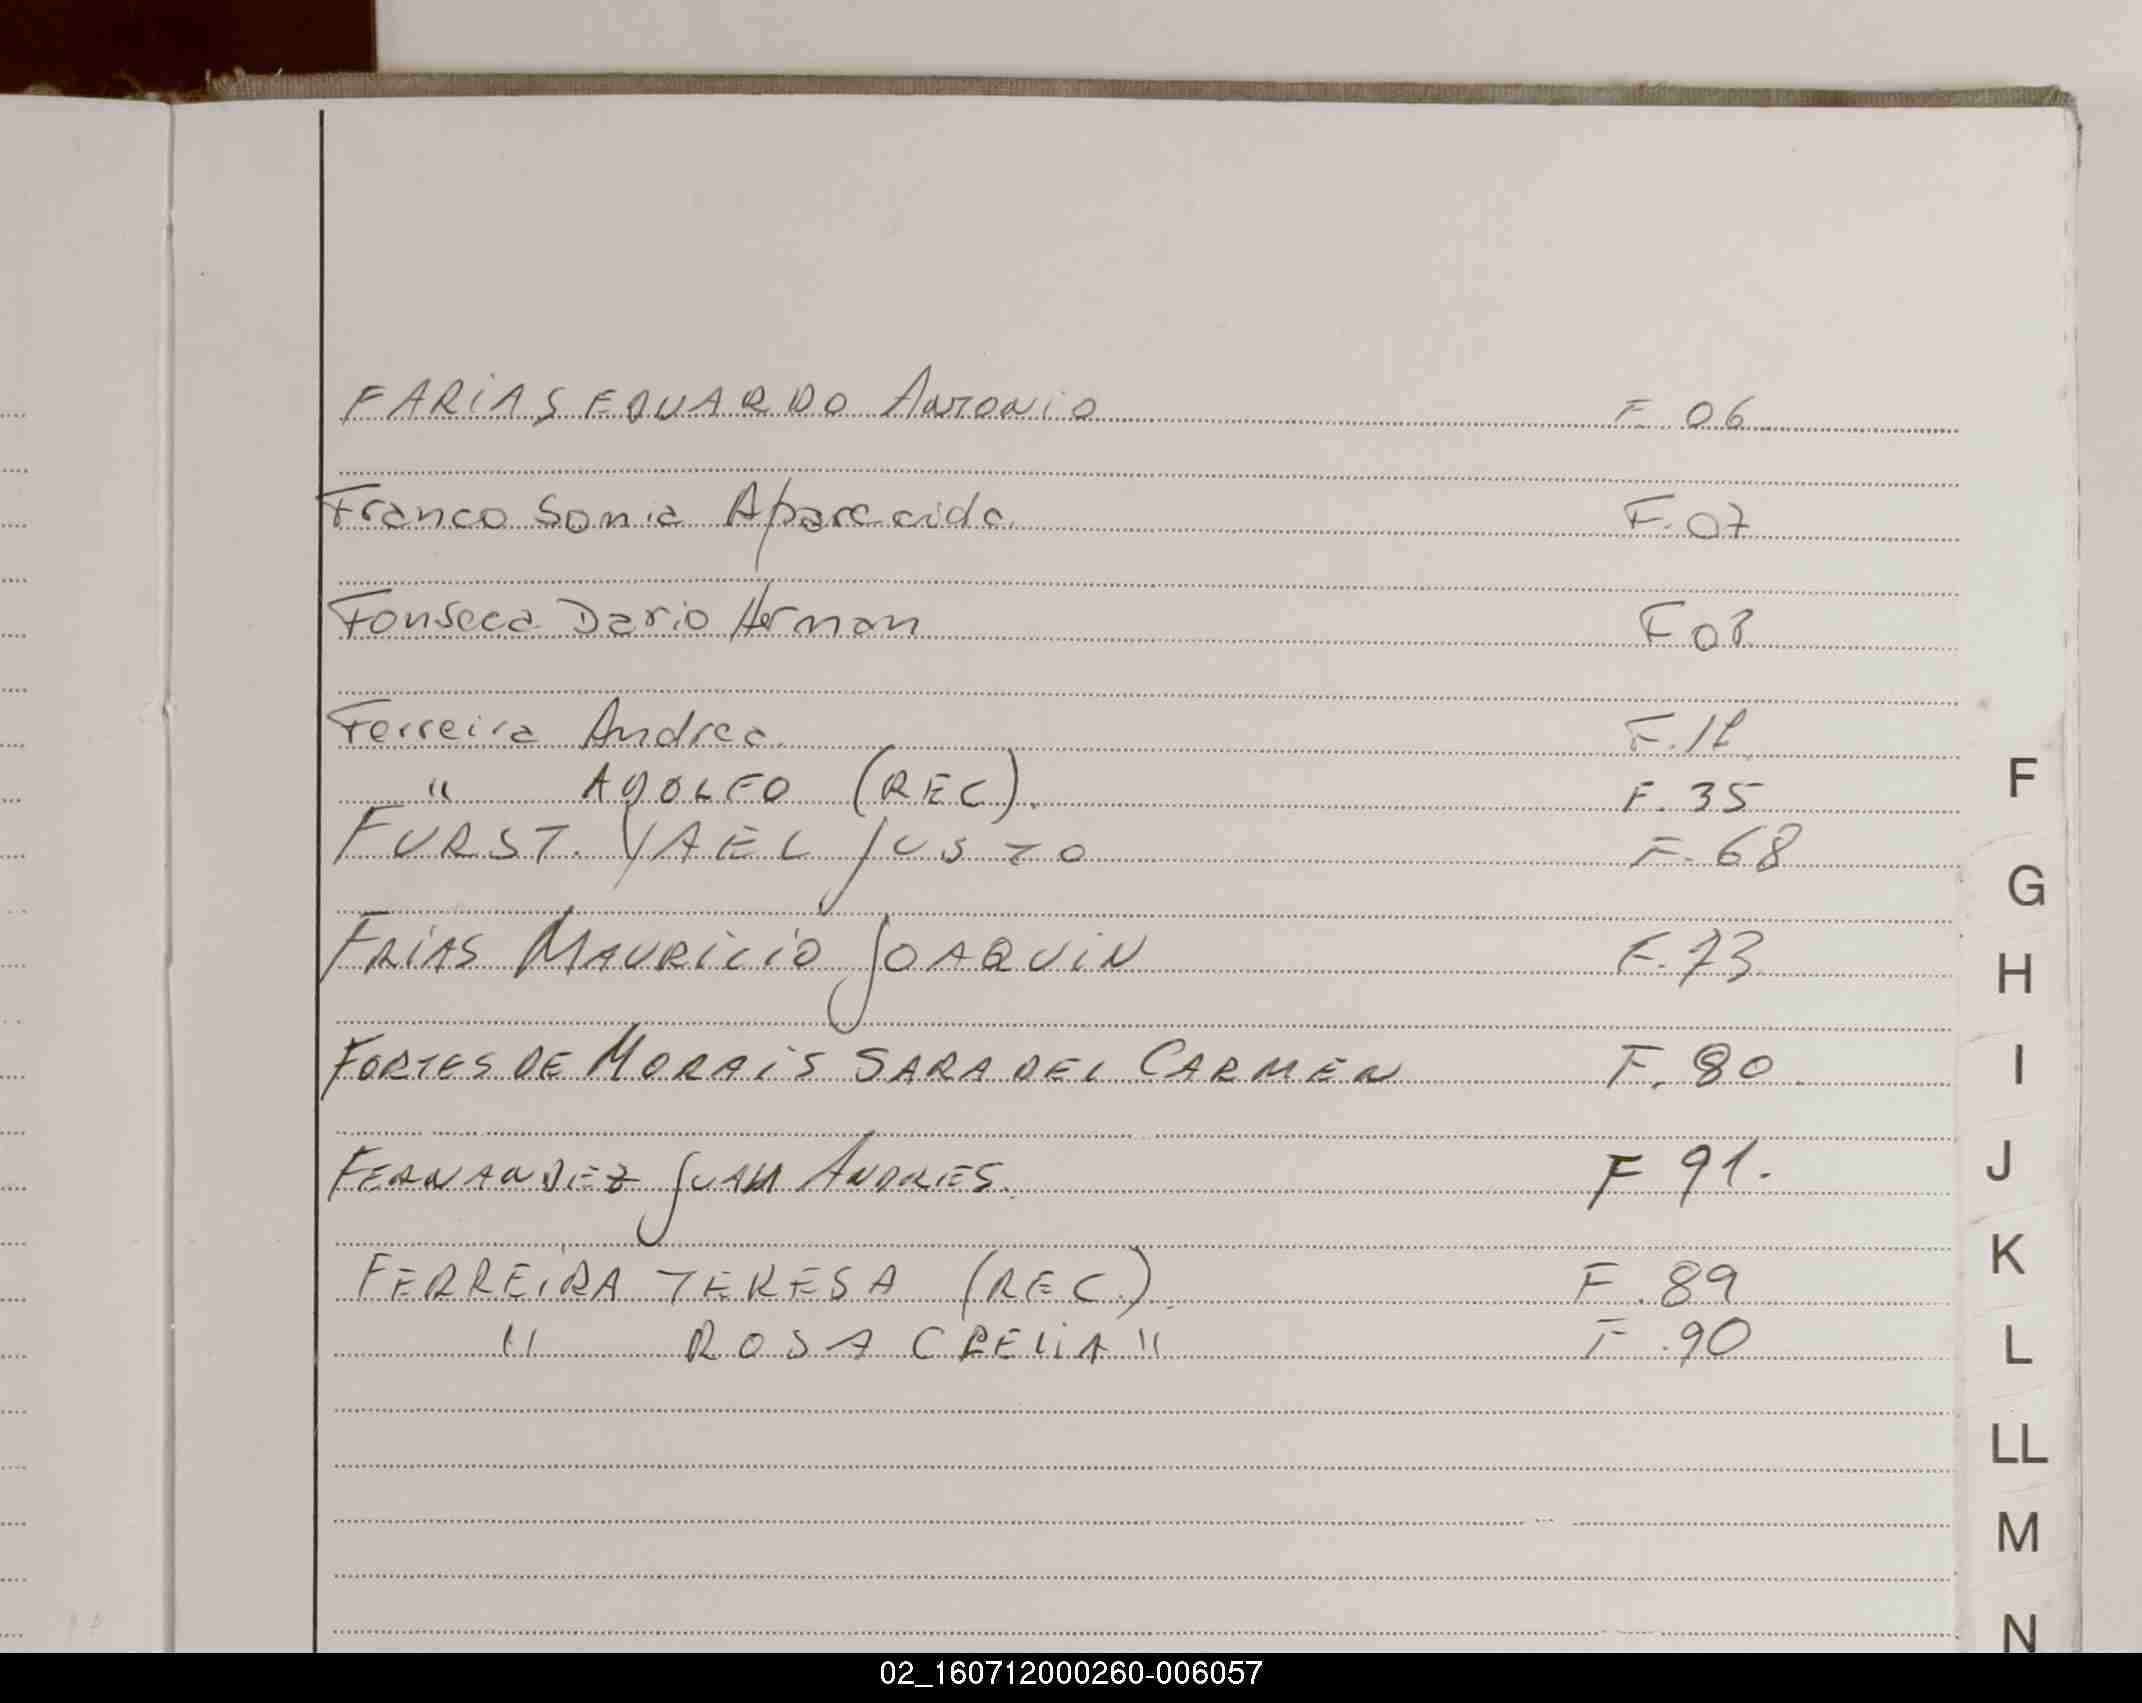 FARIAS EDUARDO ANTONIO F. 06
Franco Sonia Aparecida F. 07
Fonseca Dario Hernan F 08
Ferreira Andrea F. 11
" ADOLFO (REC). F. 35
FURST. YAEL JUSTO F. 68
FRIAS MAURICIO JOAQUIN F. 73
FORTES DE MORAIS SARA DEL CARMEN F. 80
FERNANDEZ JUAN ANDRES. F 91.
FERREIRA TERESA (REC.) F. 89
" ROSA " F. 90
F
G
H
I
J
K
L
LL
M
N
02_160712000260-006057